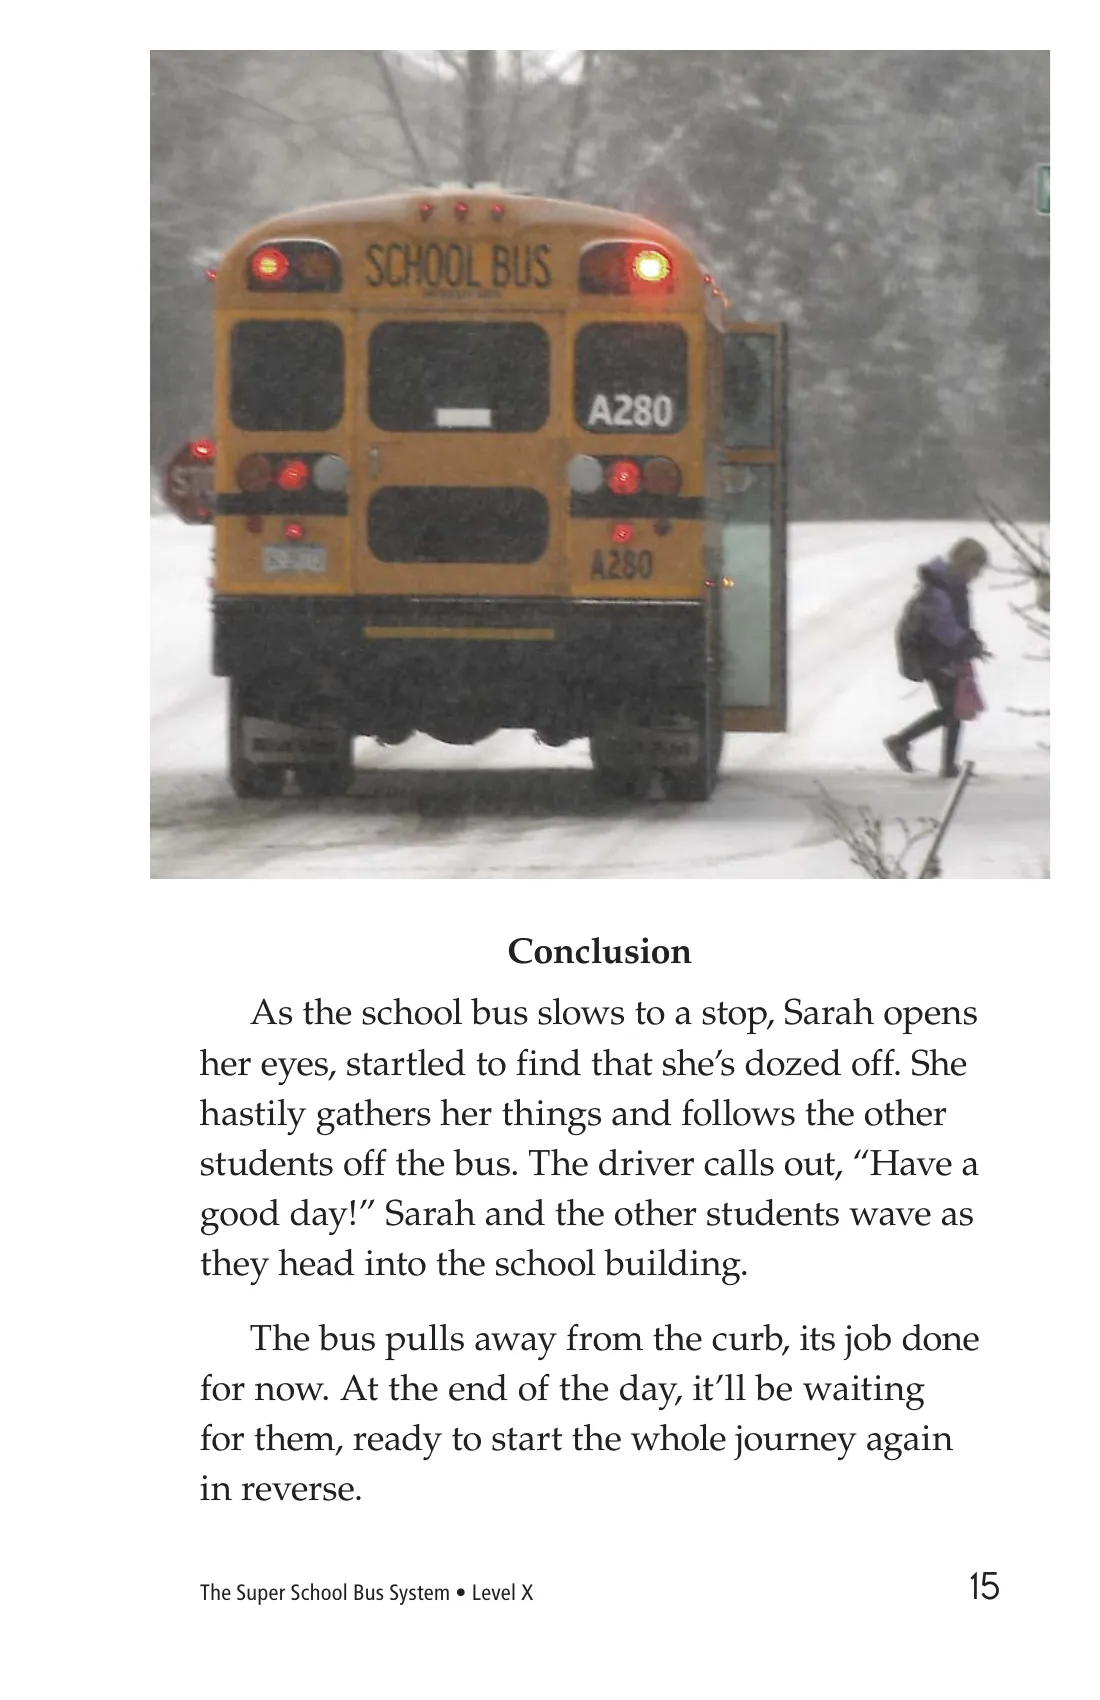 SCHOOL BUS
A280
A280
Conclusion
As the school bus slows to a stop, Sarah opens
her eyes, startled to find that she’s dozed off. She
hastily gathers her things and follows the other
students off the bus. The driver calls out, “Have a
good day!” Sarah and the other students wave as
they head into the school building.
The bus pulls away from the curb, its job done
for now. At the end of the day, it’ll be waiting
for them, ready to start the whole journey again
in reverse.
The Super School Bus System • Level X
15